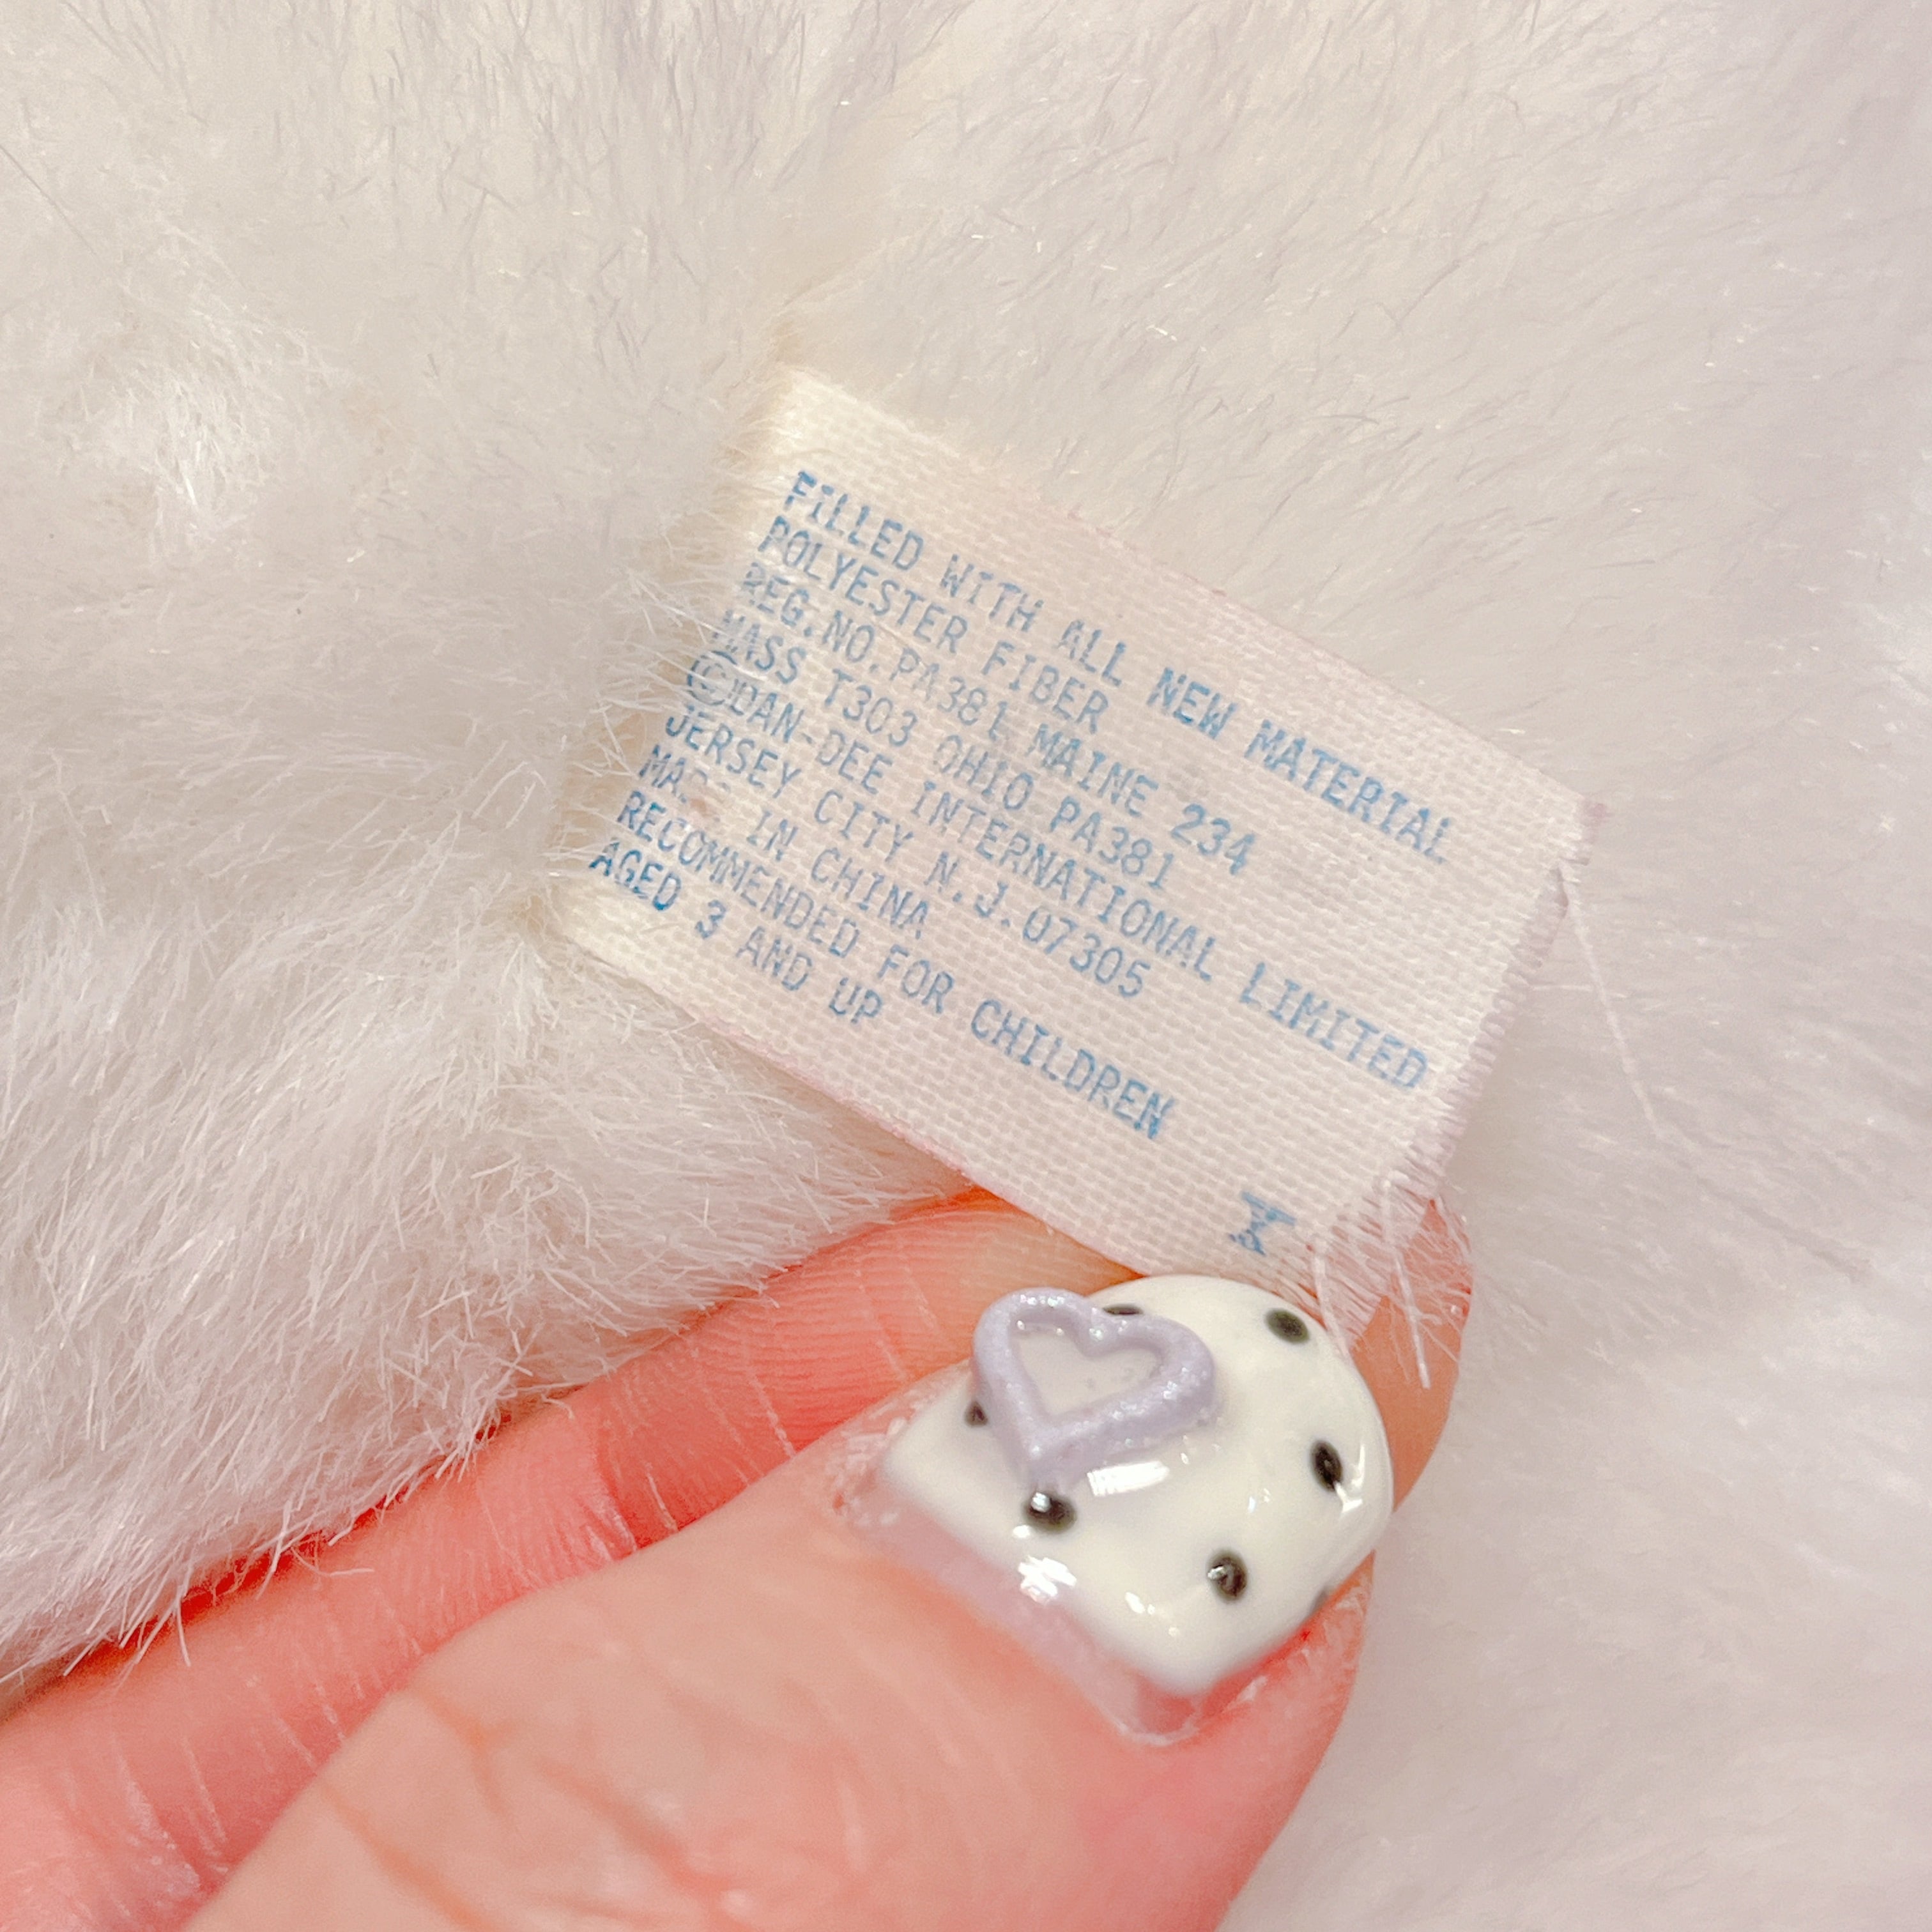 FILLED WITH ALL NEW MATERIAL
POLYESTER FIBER
REG.NO.PA381 MAINE 234
MASS T303 OHIO PA381
©DAN-DEE INTERNATIONAL LIMITED
JERSEY CITY N.J.07305
IN CHINA
RECOMMENDED FOR CHILDREN
AGED 3 AND UP